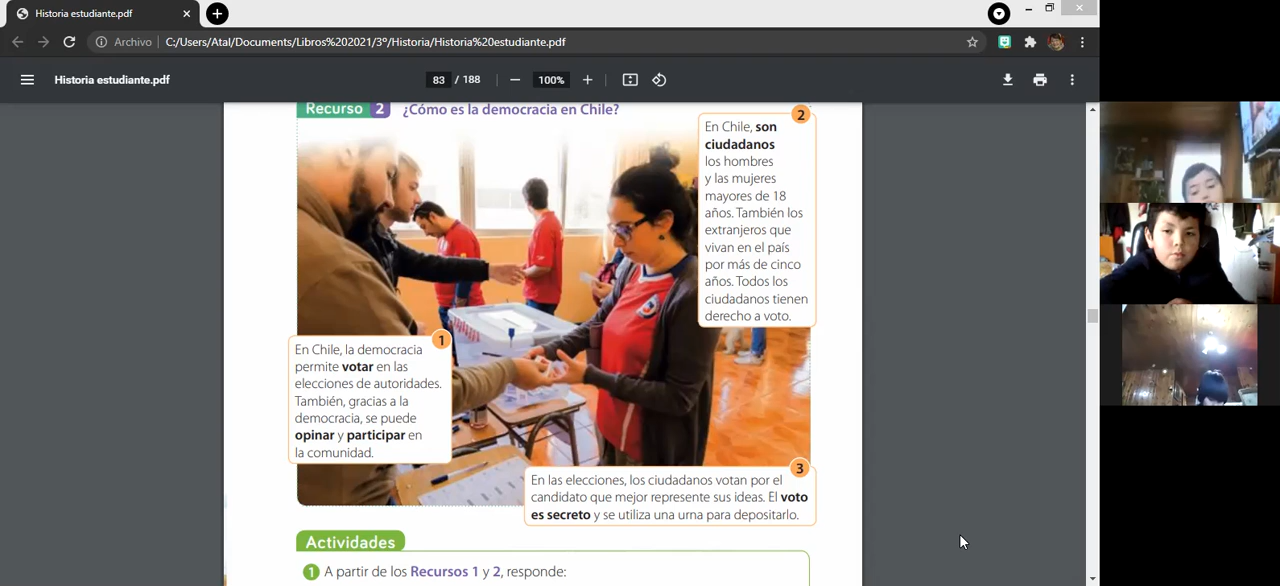 Historia estudiante.pdf
Archivo
C:/Users/Atal/Documents/Libros%202021/3º/Historia/Historia%20estudiante.pdf
Historia estudiante.pdf
83 / 188
100%
Recurso 2 ¿Cómo es la democracia en Chile?
2
En Chile, son
ciudadanos
los hombres
y las mujeres
mayores de 18
años. También los
extranjeros que
vivan en el país
por más de cinco
años. Todos los
ciudadanos tienen
derecho a voto.
1
En Chile, la democracia
permite votar en las
elecciones de autoridades.
También, gracias a la
democracia, se puede
opinar y participar en
la comunidad.
3
En las elecciones, los ciudadanos votan por el
candidato que mejor represente sus ideas. El voto
es secreto y se utiliza una urna para depositarlo.
Actividades
1 A partir de los Recursos 1 y 2, responde: